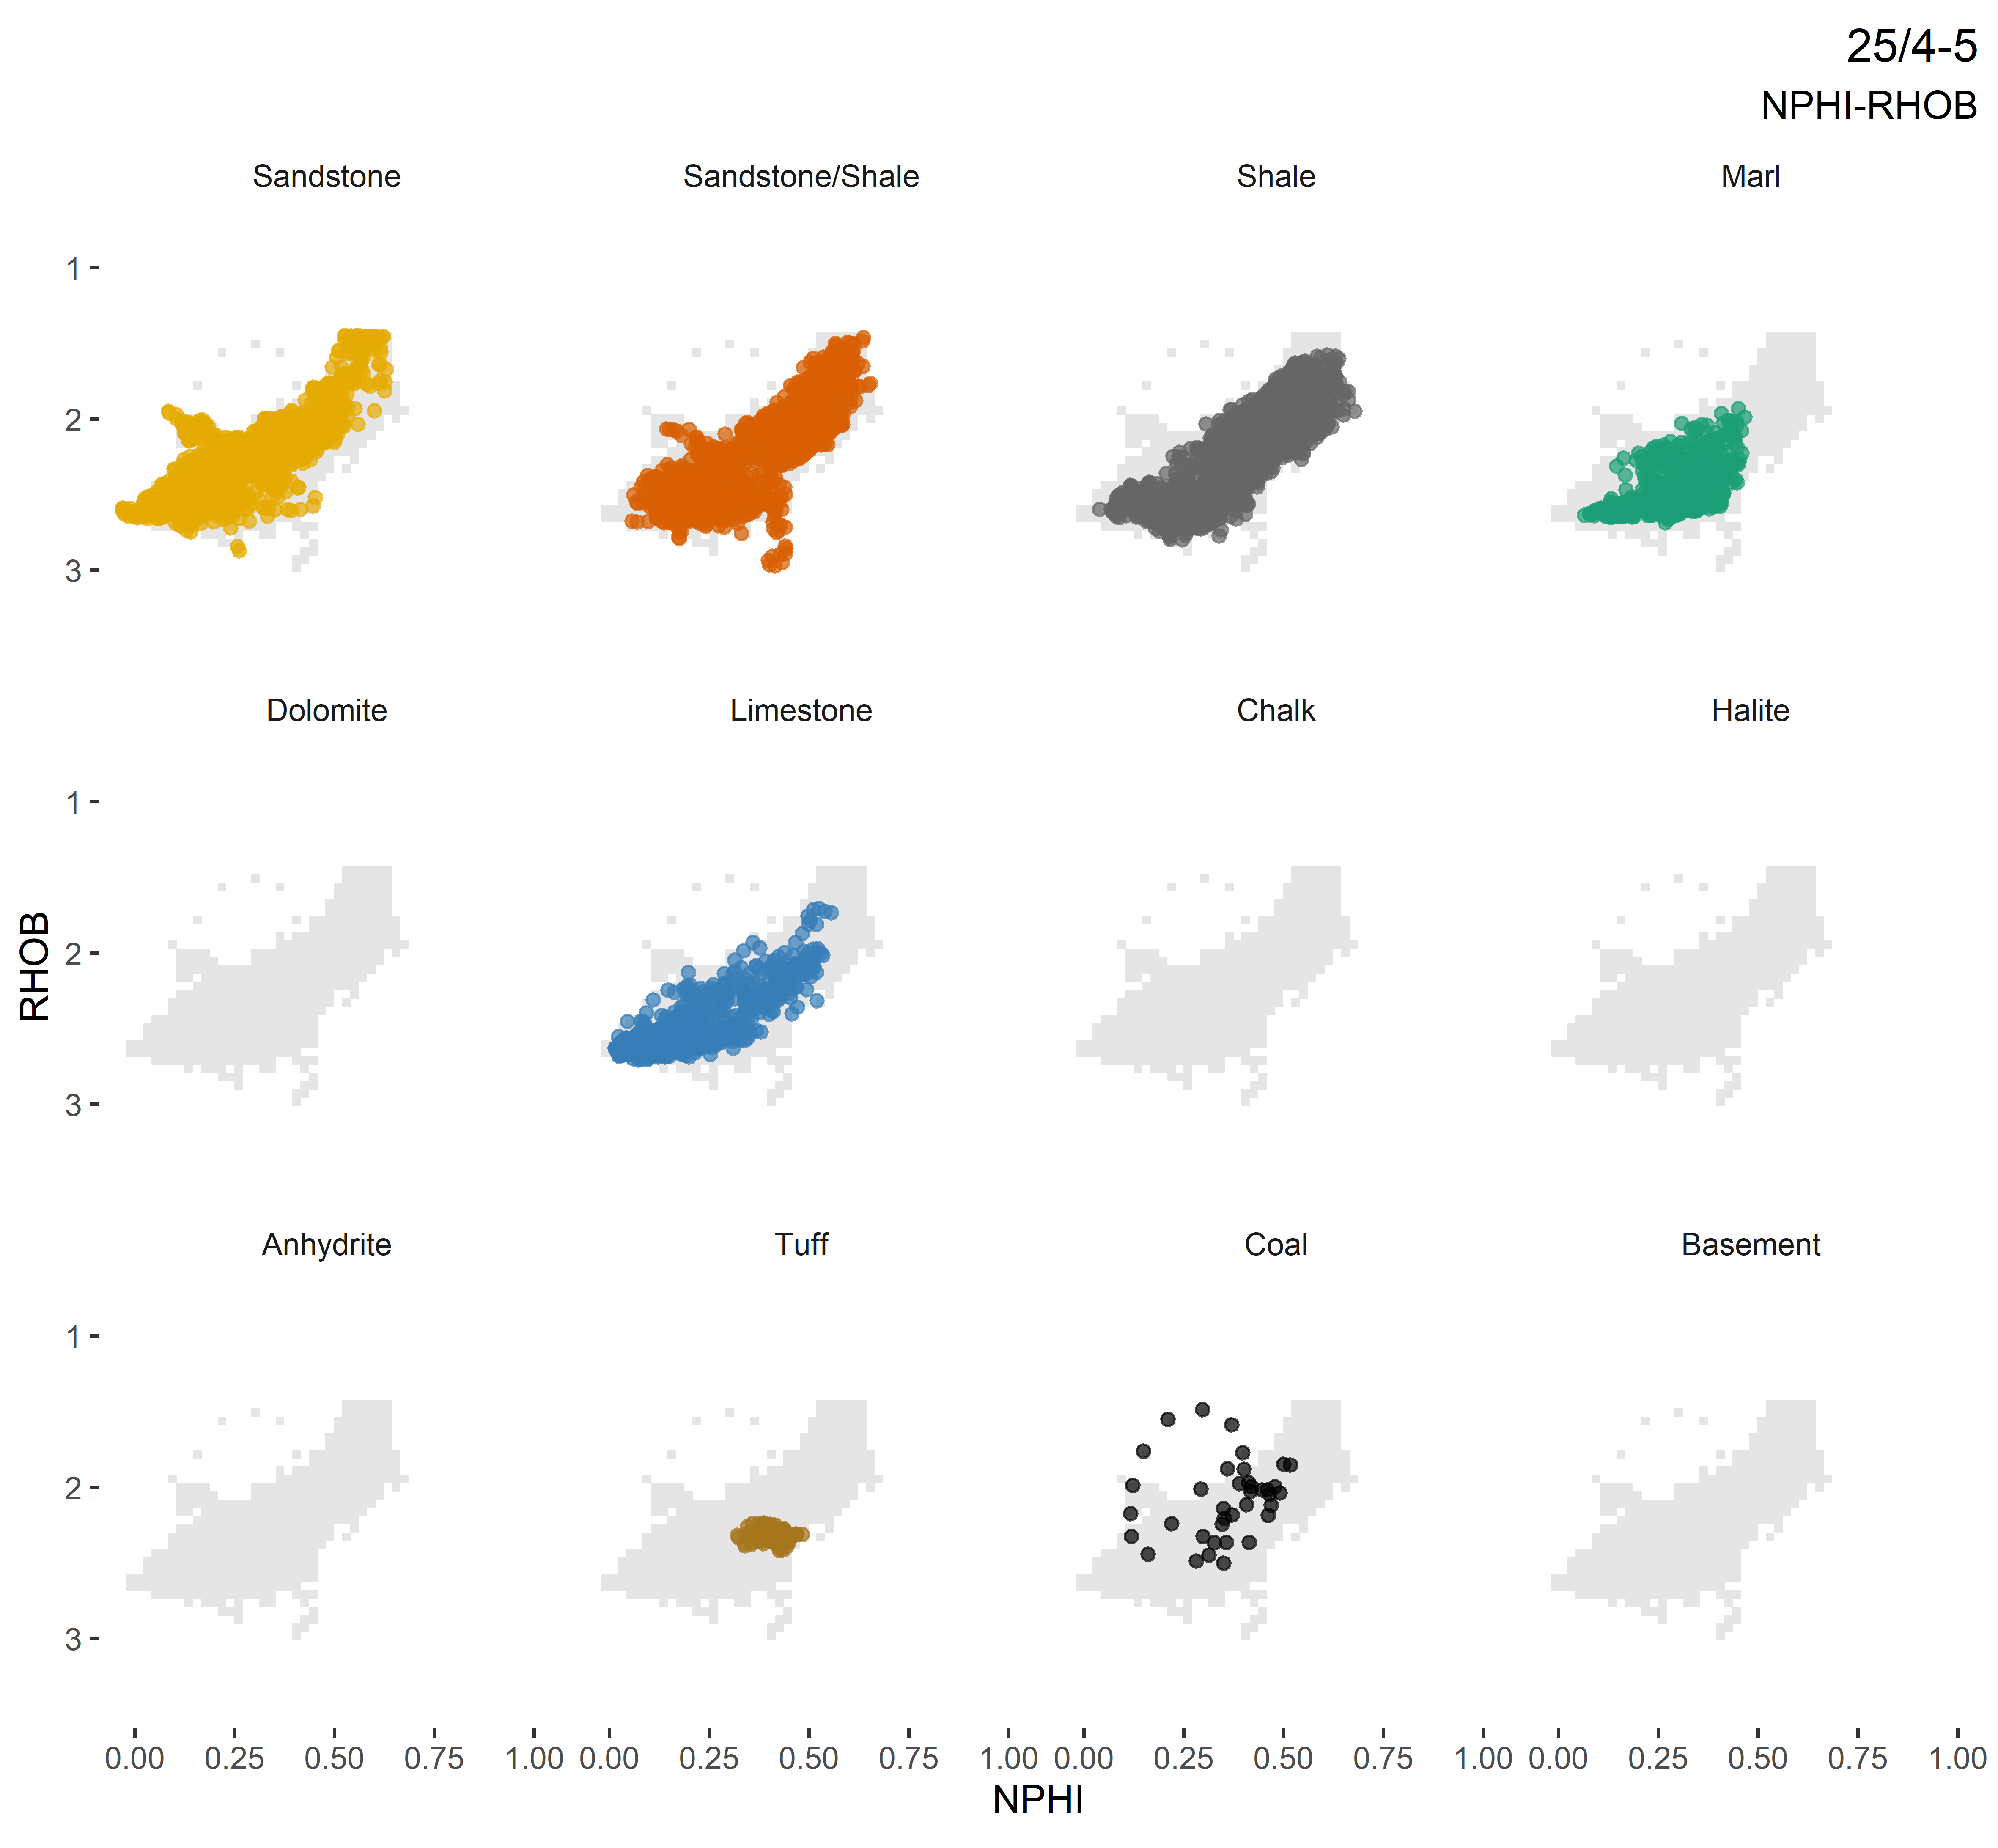 25/4-5
NPHI-RHOB
Sandstone Sandstone/Shale Shale Marl
1
2
3
Dolomite Limestone Chalk Halite
1
2
3
RHOB
Anhydrite Tuff Coal Basement
1
2
3
0.00 0.25 0.50 0.75 1.00 0.00 0.25 0.50 0.75 1.00 0.00 0.25 0.50 0.75 1.00 0.00 0.25 0.50 0.75 1.00
NPHI